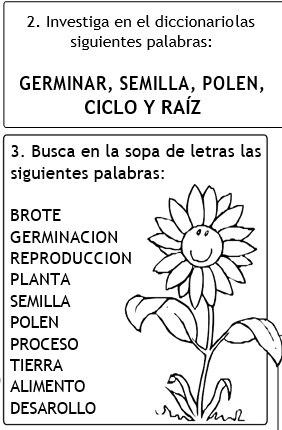 2. Investiga en el diccionariolas
siguientes palabras:
GERMINAR, SEMILLA, POLEN,
CICLO Y RAÍZ
3. Busca en la sopa de letras las
siguientes palabras:
BROTE
GERMINACION
REPRODUCCION
PLANTA
SEMILLA
POLEN
PROCESO
TIERRA
ALIMENTO
DESAROLLO